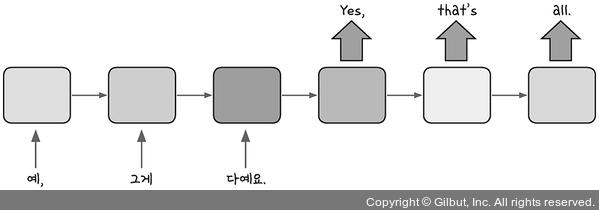 Yes, that's all.
예, 그게 다예요.
Copyright © Gilbut, Inc. All rights reserved.